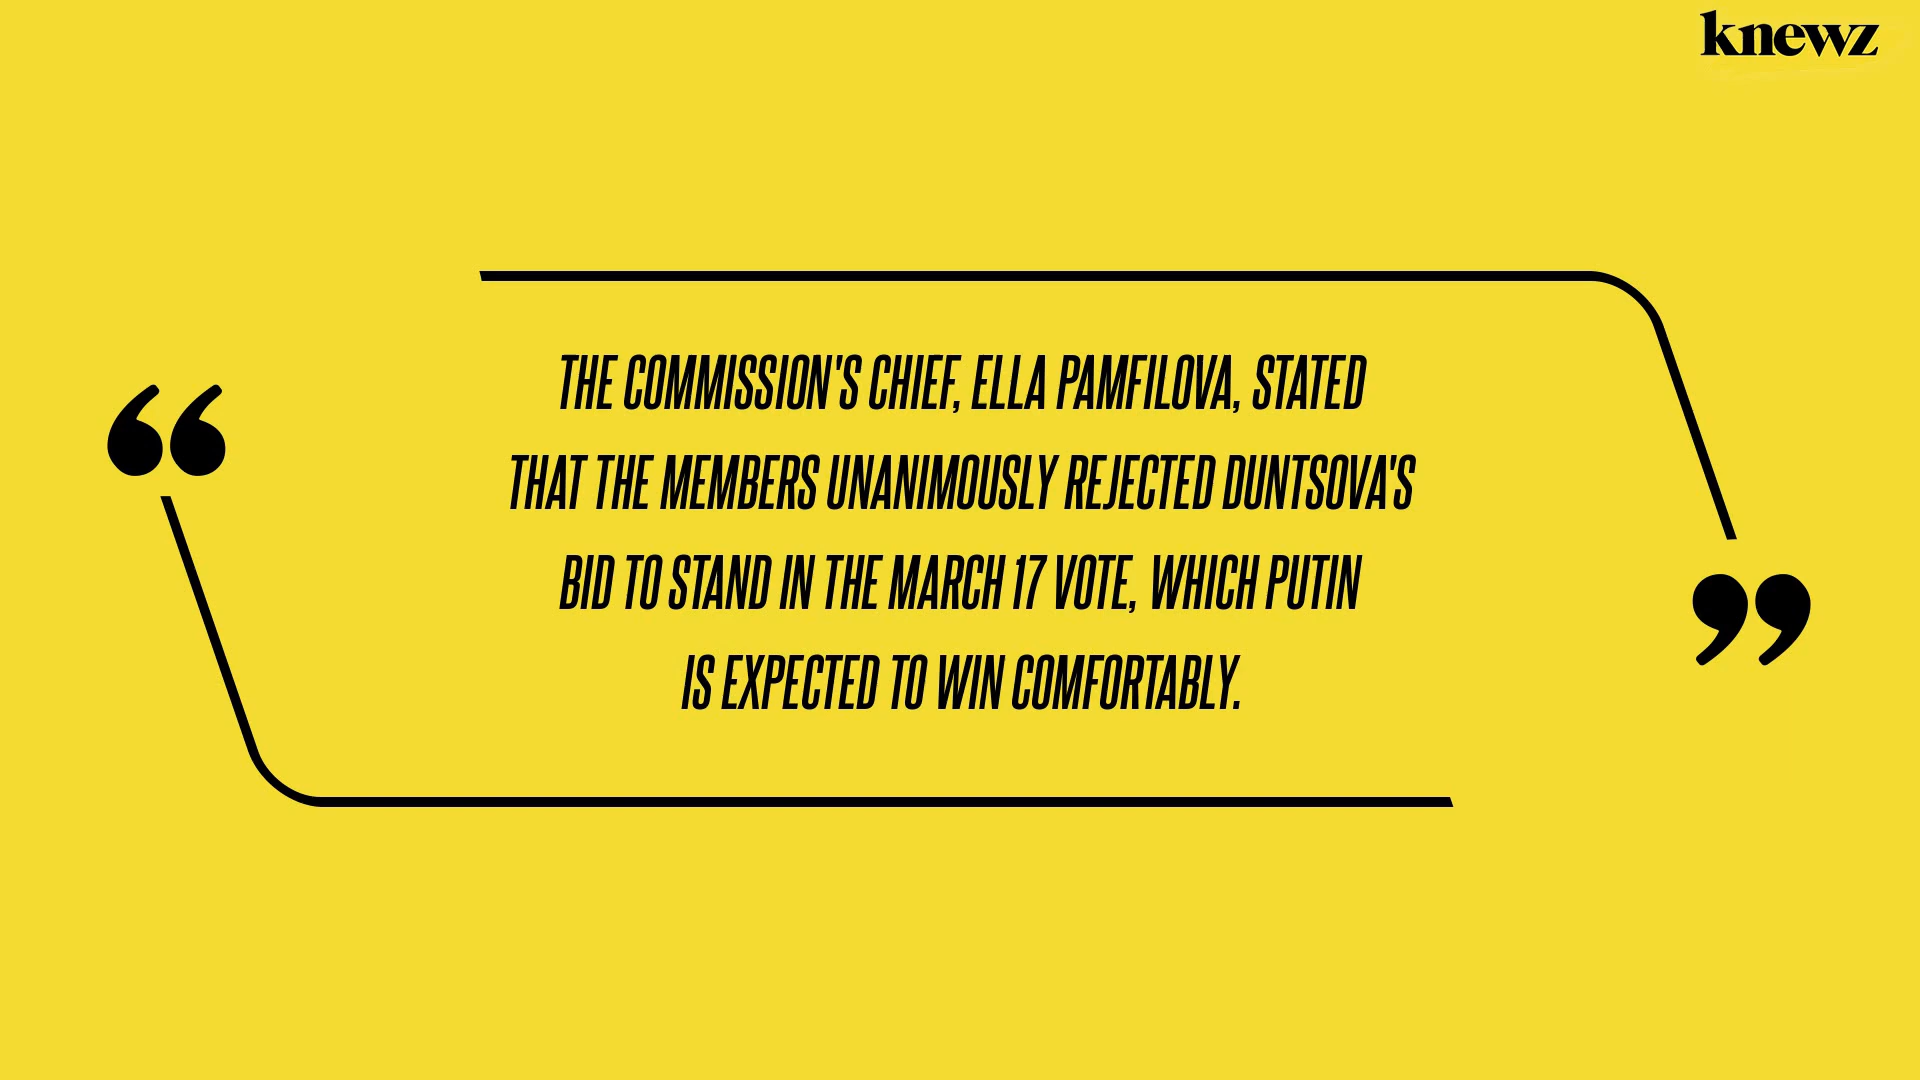 knewz
THE COMMISSION'S CHIEF, ELLA PAMFILOVA, STATED
THAT THE MEMBERS UNANIMOUSLY REJECTED DUNTSOVA'S
BID TO STAND IN THE MARCH 17 VOTE, WHICH PUTIN
IS EXPECTED TO WIN COMFORTABLY.